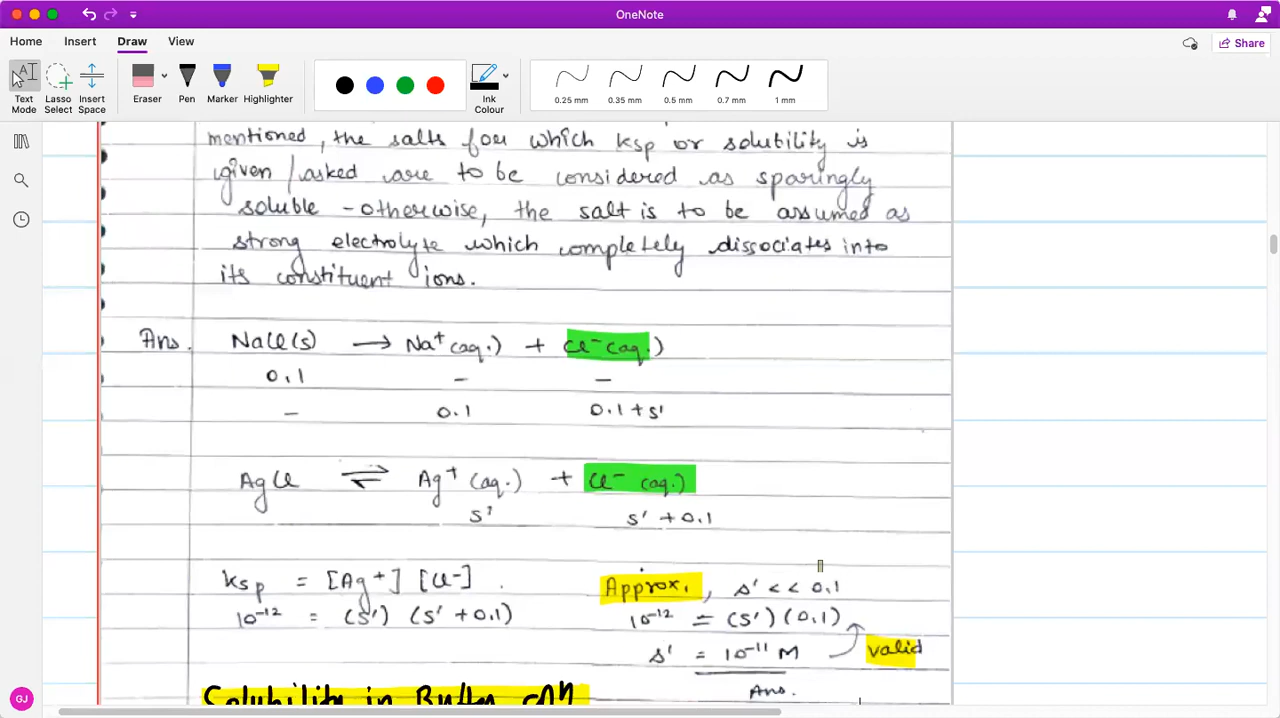 OneNote
Home Insert Draw View
Share
Text Mode
Lasso Select
Insert Space
Eraser
Pen
Marker
Highlighter
Ink Colour
0.25 mm 0.35 mm 0.5 mm 0.7 mm 1 mm
mentioned, the salts for which ksp or solubility is
given / asked are to be considered as sparingly
soluble - otherwise, the salt is to be assumed as
strong electrolyte which completely dissociates into
its constituent ions.
Ans. NaCl(s) → Na⁺ (aq.) + Cl⁻ (aq.)
0.1 – –
– 0.1 0.1 + s'
AgCl ⇌ Ag⁺ (aq.) + Cl⁻ (aq.)
s' s' + 0.1
ksp = [Ag⁺] [Cl⁻]
10⁻¹² = (s') (s' + 0.1)
Approx., s' << 0.1
10⁻¹² = (s') (0.1)
s' = 10⁻¹¹ M valid
Ans.
Solubility in Buffer
GJ